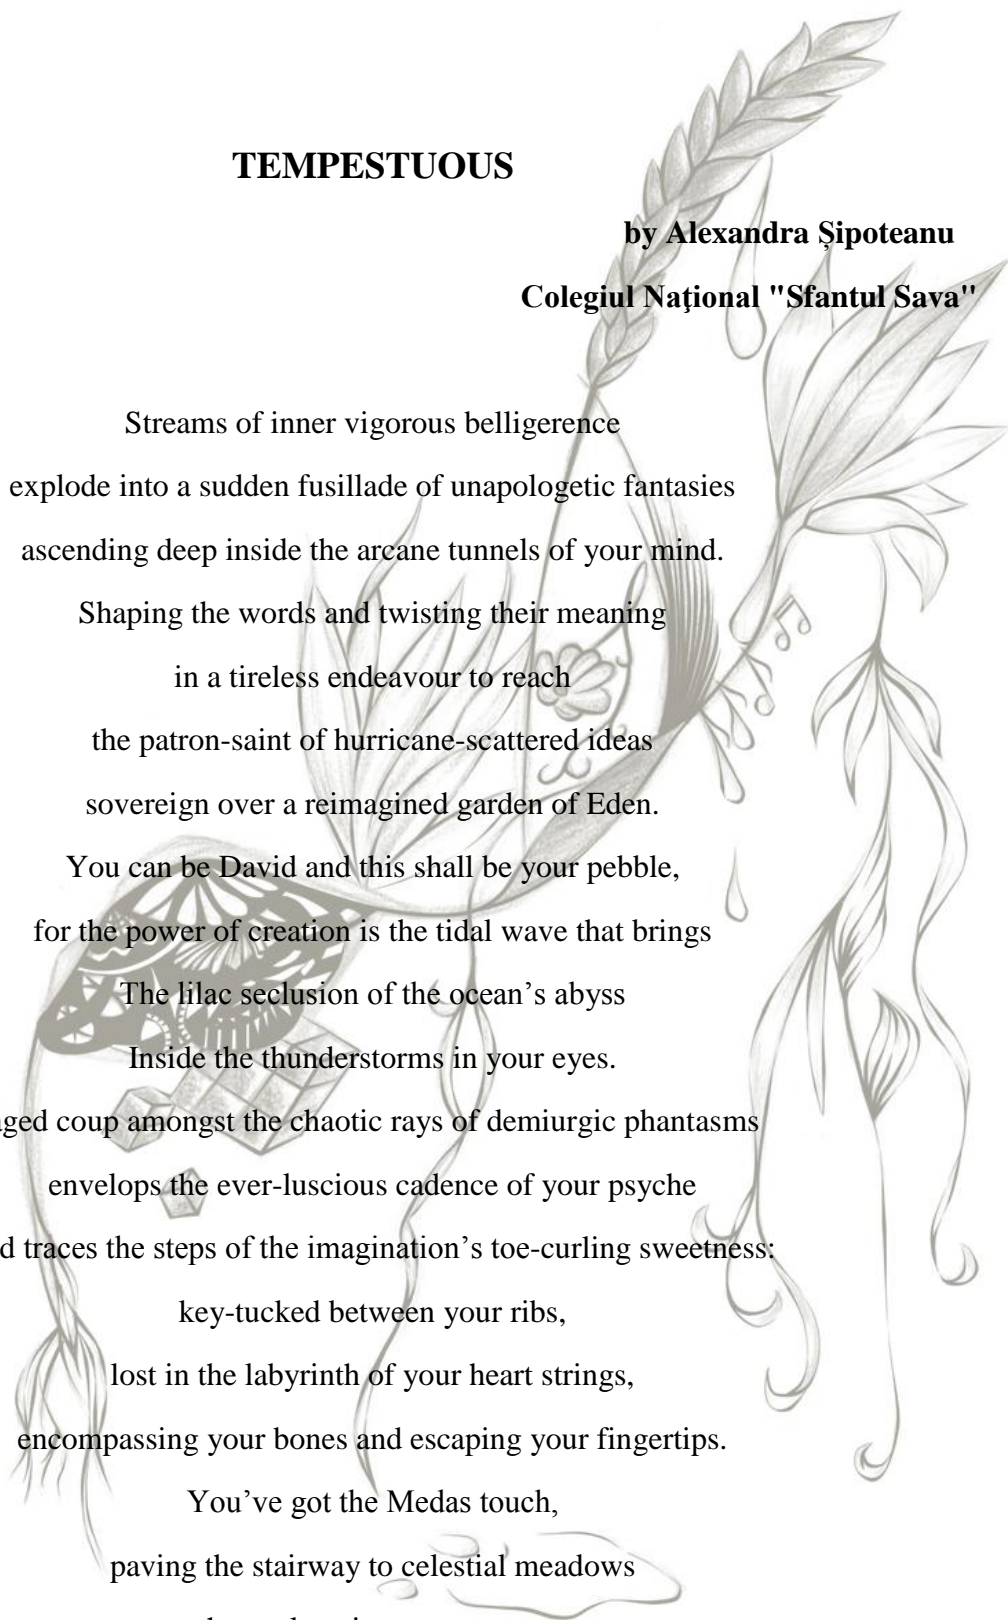 TEMPESTUOUS
by Alexandra Șipoteanu
Colegiul Naţional "Sfantul Sava"
Streams of inner vigorous belligerence
explode into a sudden fusillade of unapologetic fantasies
ascending deep inside the arcane tunnels of your mind.
Shaping the words and twisting their meaning
in a tireless endeavour to reach
the patron-saint of hurricane-scattered ideas
sovereign over a reimagined garden of Eden.
You can be David and this shall be your pebble,
for the power of creation is the tidal wave that brings
The lilac seclusion of the ocean’s abyss
Inside the thunderstorms in your eyes.
coup amongst the chaotic rays of demiurgic phantasms
envelops the ever-luscious cadence of your psyche
traces the steps of the imagination’s toe-curling sweetness:
key-tucked between your ribs,
lost in the labyrinth of your heart strings,
encompassing your bones and escaping your fingertips.
You’ve got the Medas touch,
paving the stairway to celestial meadows